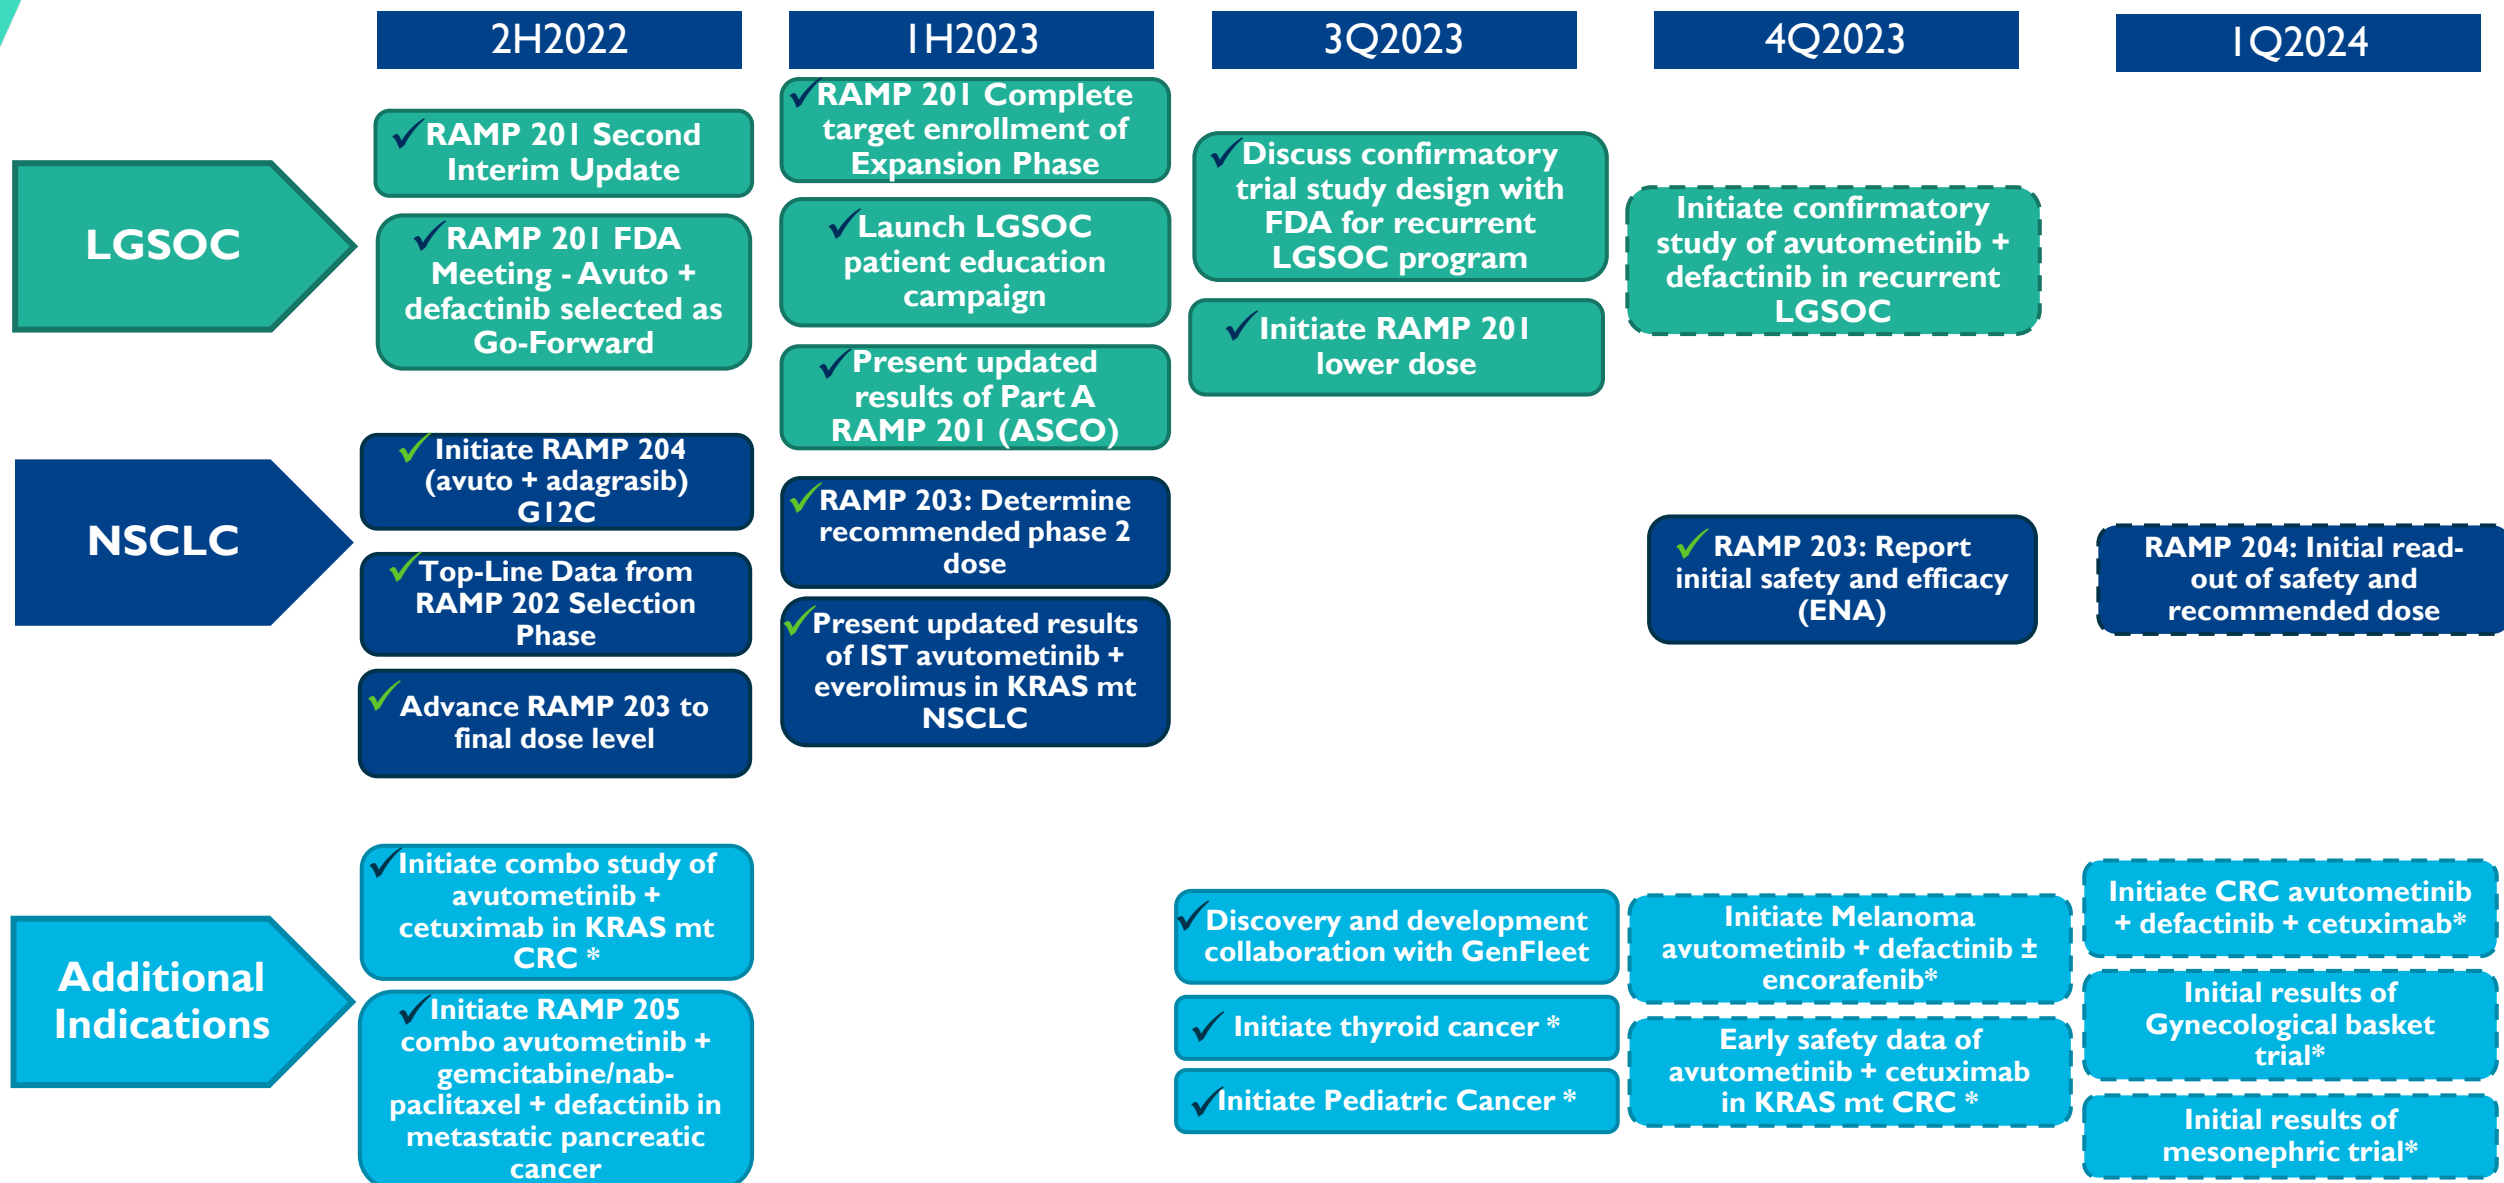 2H2022
1H2023
3Q2023
4Q2023
1Q2024
LGSOC
✓RAMP 201 Second
Interim Update
✓RAMP 201 FDA
Meeting - Avuto +
defactinib selected as
Go-Forward
✓RAMP 201 Complete
target enrollment of
Expansion Phase
✓Launch LGSOC
patient education
campaign
✓Present updated
results of Part A
RAMP 201 (ASCO)
✓Discuss confirmatory
trial study design with
FDA for recurrent
LGSOC program
✓Initiate RAMP 201
lower dose
Initiate confirmatory
study of avutometinib +
defactinib in recurrent
LGSOC
NSCLC
✓Initiate RAMP 204
(avuto + adagrasib)
G12C
✓Top-Line Data from
RAMP 202 Selection
Phase
✓Advance RAMP 203 to
final dose level
✓RAMP 203: Determine
recommended phase 2
dose
✓Present updated results
of IST avutometinib +
everolimus in KRAS mt
NSCLC
✓RAMP 203: Report
initial safety and efficacy
(ENA)
RAMP 204: Initial read-
out of safety and
recommended dose
Additional
Indications
✓Initiate combo study of
avutometinib +
cetuximab in KRAS mt
CRC *
✓Initiate RAMP 205
combo avutometinib +
gemcitabine/nab-
paclitaxel + defactinib in
metastatic pancreatic
cancer
✓Discovery and development
collaboration with GenFleet
✓Initiate thyroid cancer *
✓Initiate Pediatric Cancer *
Initiate Melanoma
avutometinib + defactinib ±
encorafenib*
Early safety data of
avutometinib + cetuximab
in KRAS mt CRC *
Initiate CRC avutometinib
+ defactinib + cetuximab*
Initial results of
Gynecological basket
trial*
Initial results of
mesonephric trial*